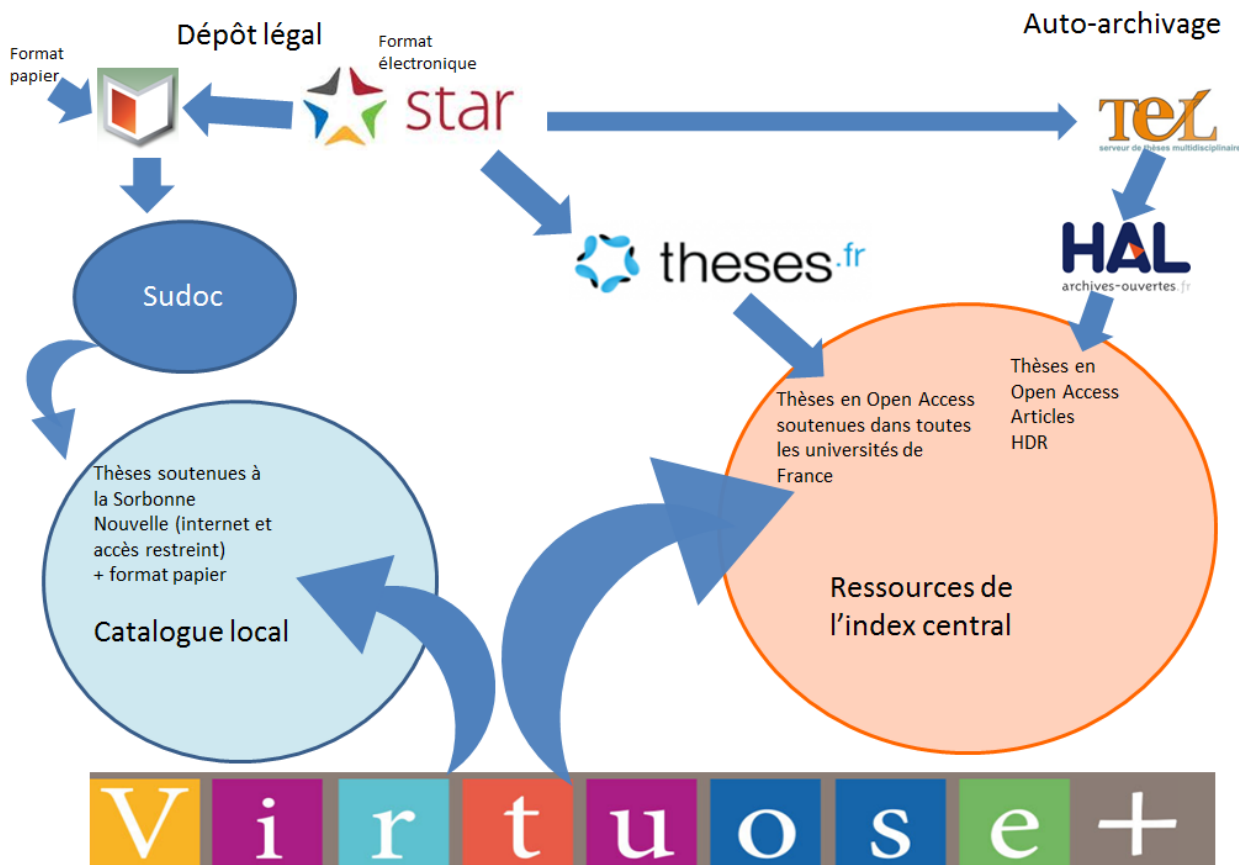 Dépôt légal
Auto-archivage
Format
papier
Format
électronique
star
TEL
serveur de thèses multidisciplinaire
theses.fr
HAL
archives-ouvertes.fr
Sudoc
Thèses en Open Access
soutenues dans toutes
les universités de
France
Thèses en
Open Access
Articles
HDR
Thèses soutenues à
la Sorbonne
Nouvelle (internet et
accès restreint)
+ format papier
Catalogue local
Ressources de
l'index central
Virtuose+